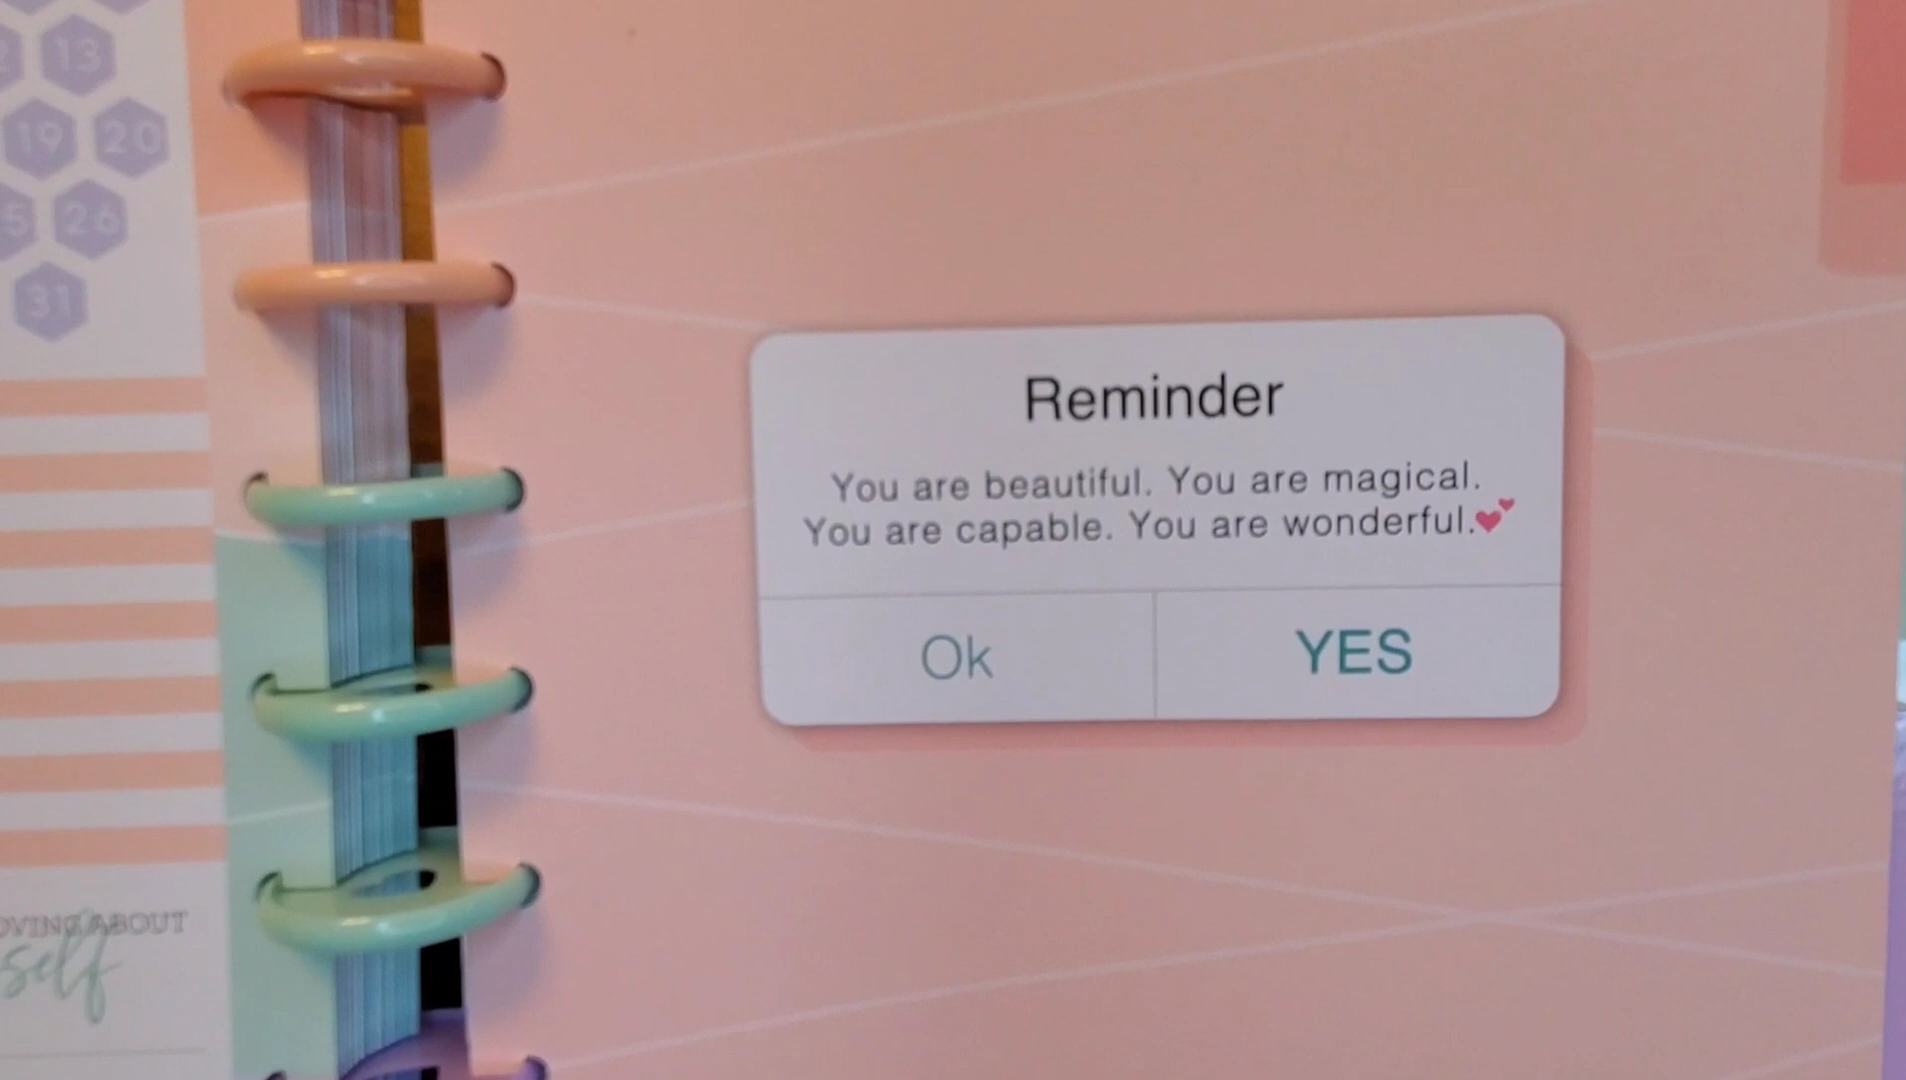 13
19 20
26
31
ABOUT
self
Reminder
You are beautiful. You are magical.
You are capable. You are wonderful.💕
Ok YES